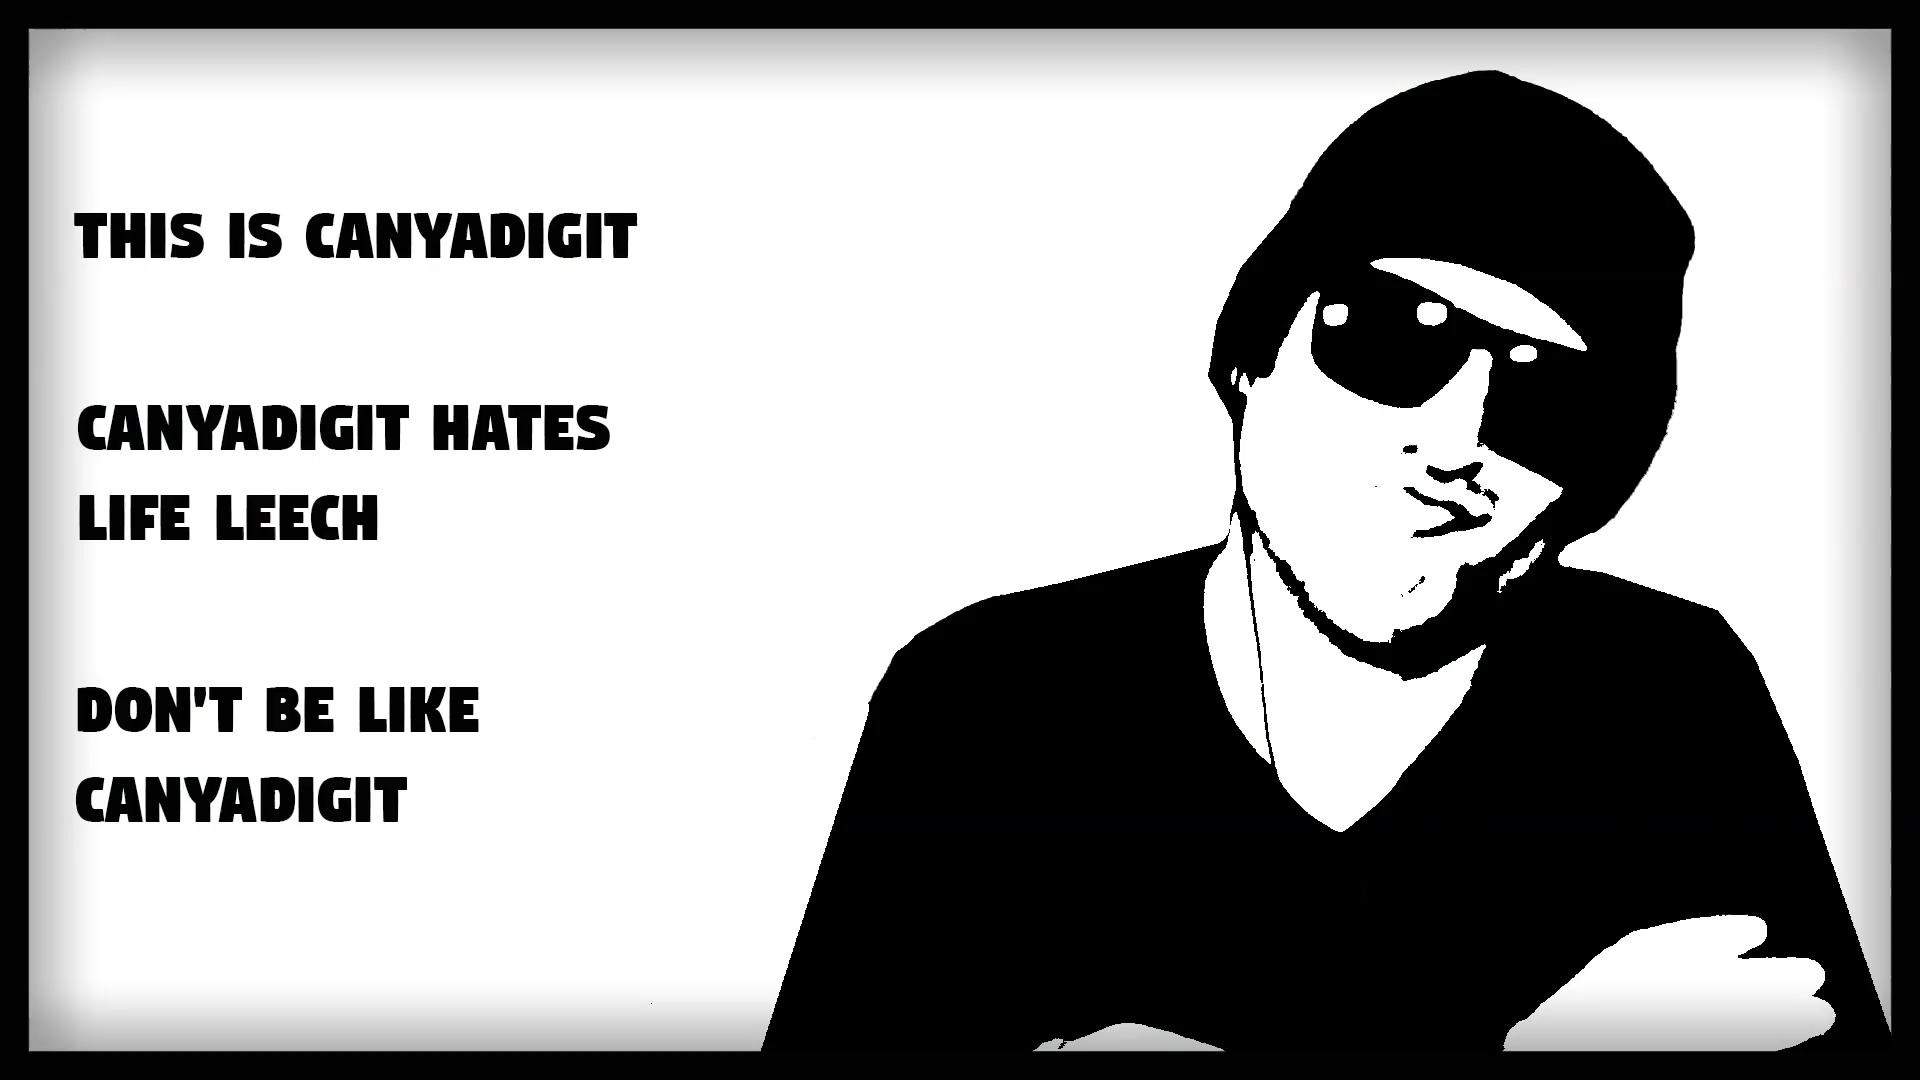 THIS IS CANYADIGIT
CANYADIGIT HATES
LIFE LEECH
DON'T BE LIKE
CANYADIGIT